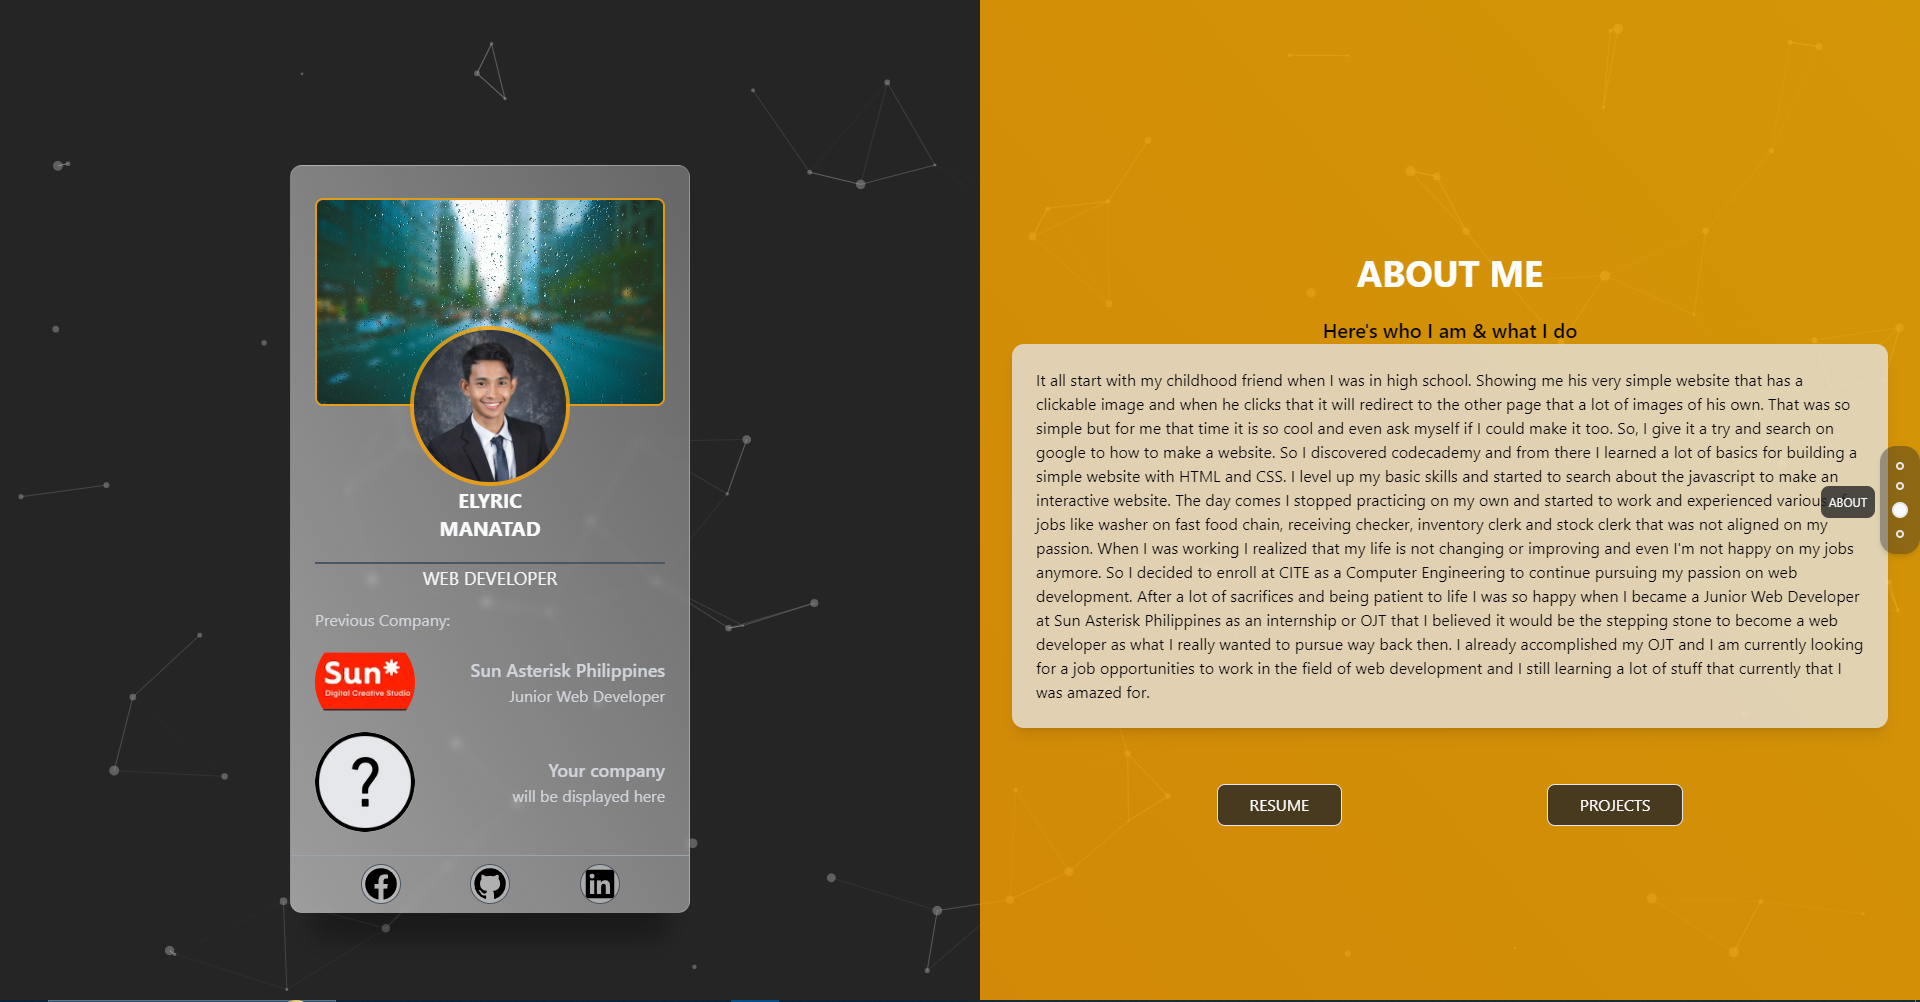 ELYRIC
MANATAD
WEB DEVELOPER
Previous Company:
Sun*
Digital Creative Studio
Sun Asterisk Philippines
Junior Web Developer
?
Your company
will be displayed here
in
ABOUT ME
Here's who I am & what I do
It all start with my childhood friend when I was in high school. Showing me his very simple website that has a
clickable image and when he clicks that it will redirect to the other page that a lot of images of his own. That was so
simple but for me that time it is so cool and even ask myself if I could make it too. So, I give it a try and search on
google to how to make a website. So I discovered codecademy and from there I learned a lot of basics for building a
simple website with HTML and CSS. I level up my basic skills and started to search about the javascript to make an
interactive website. The day comes I stopped practicing on my own and started to work and experienced various
jobs like washer on fast food chain, receiving checker, inventory clerk and stock clerk that was not aligned on my
passion. When I was working I realized that my life is not changing or improving and even I'm not happy on my jobs
anymore. So I decided to enroll at CITE as a Computer Engineering to continue pursuing my passion on web
development. After a lot of sacrifices and being patient to life I was so happy when I became a Junior Web Developer
at Sun Asterisk Philippines as an internship or OJT that I believed it would be the stepping stone to become a web
developer as what I really wanted to pursue way back then. I already accomplished my OJT and I am currently looking
for a job opportunities to work in the field of web development and I still learning a lot of stuff that currently that I
was amazed for.
ABOUT
RESUME
PROJECTS